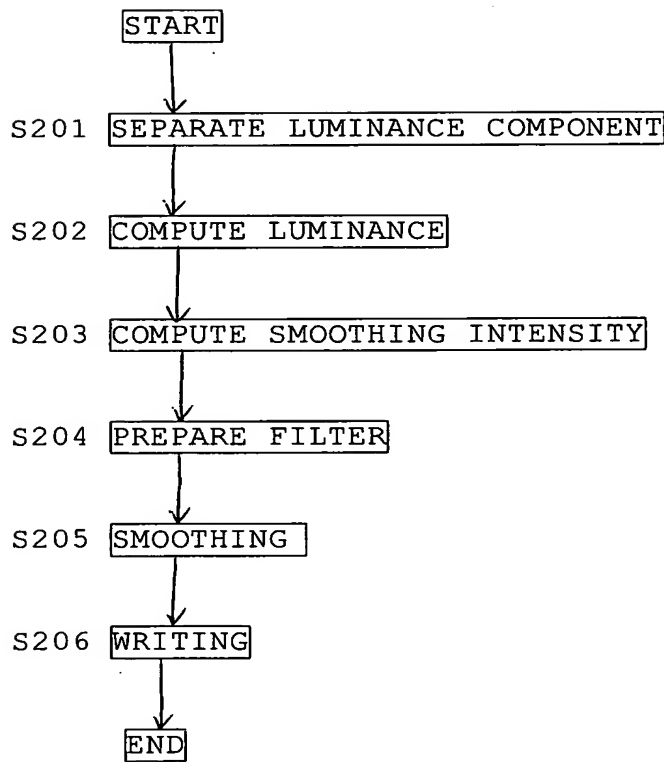 START
S201 SEPARATE LUMINANCE COMPONENT
S202 COMPUTE LUMINANCE
S203 COMPUTE SMOOTHING INTENSITY
S204 PREPARE FILTER
S205 SMOOTHING
S206 WRITING
END